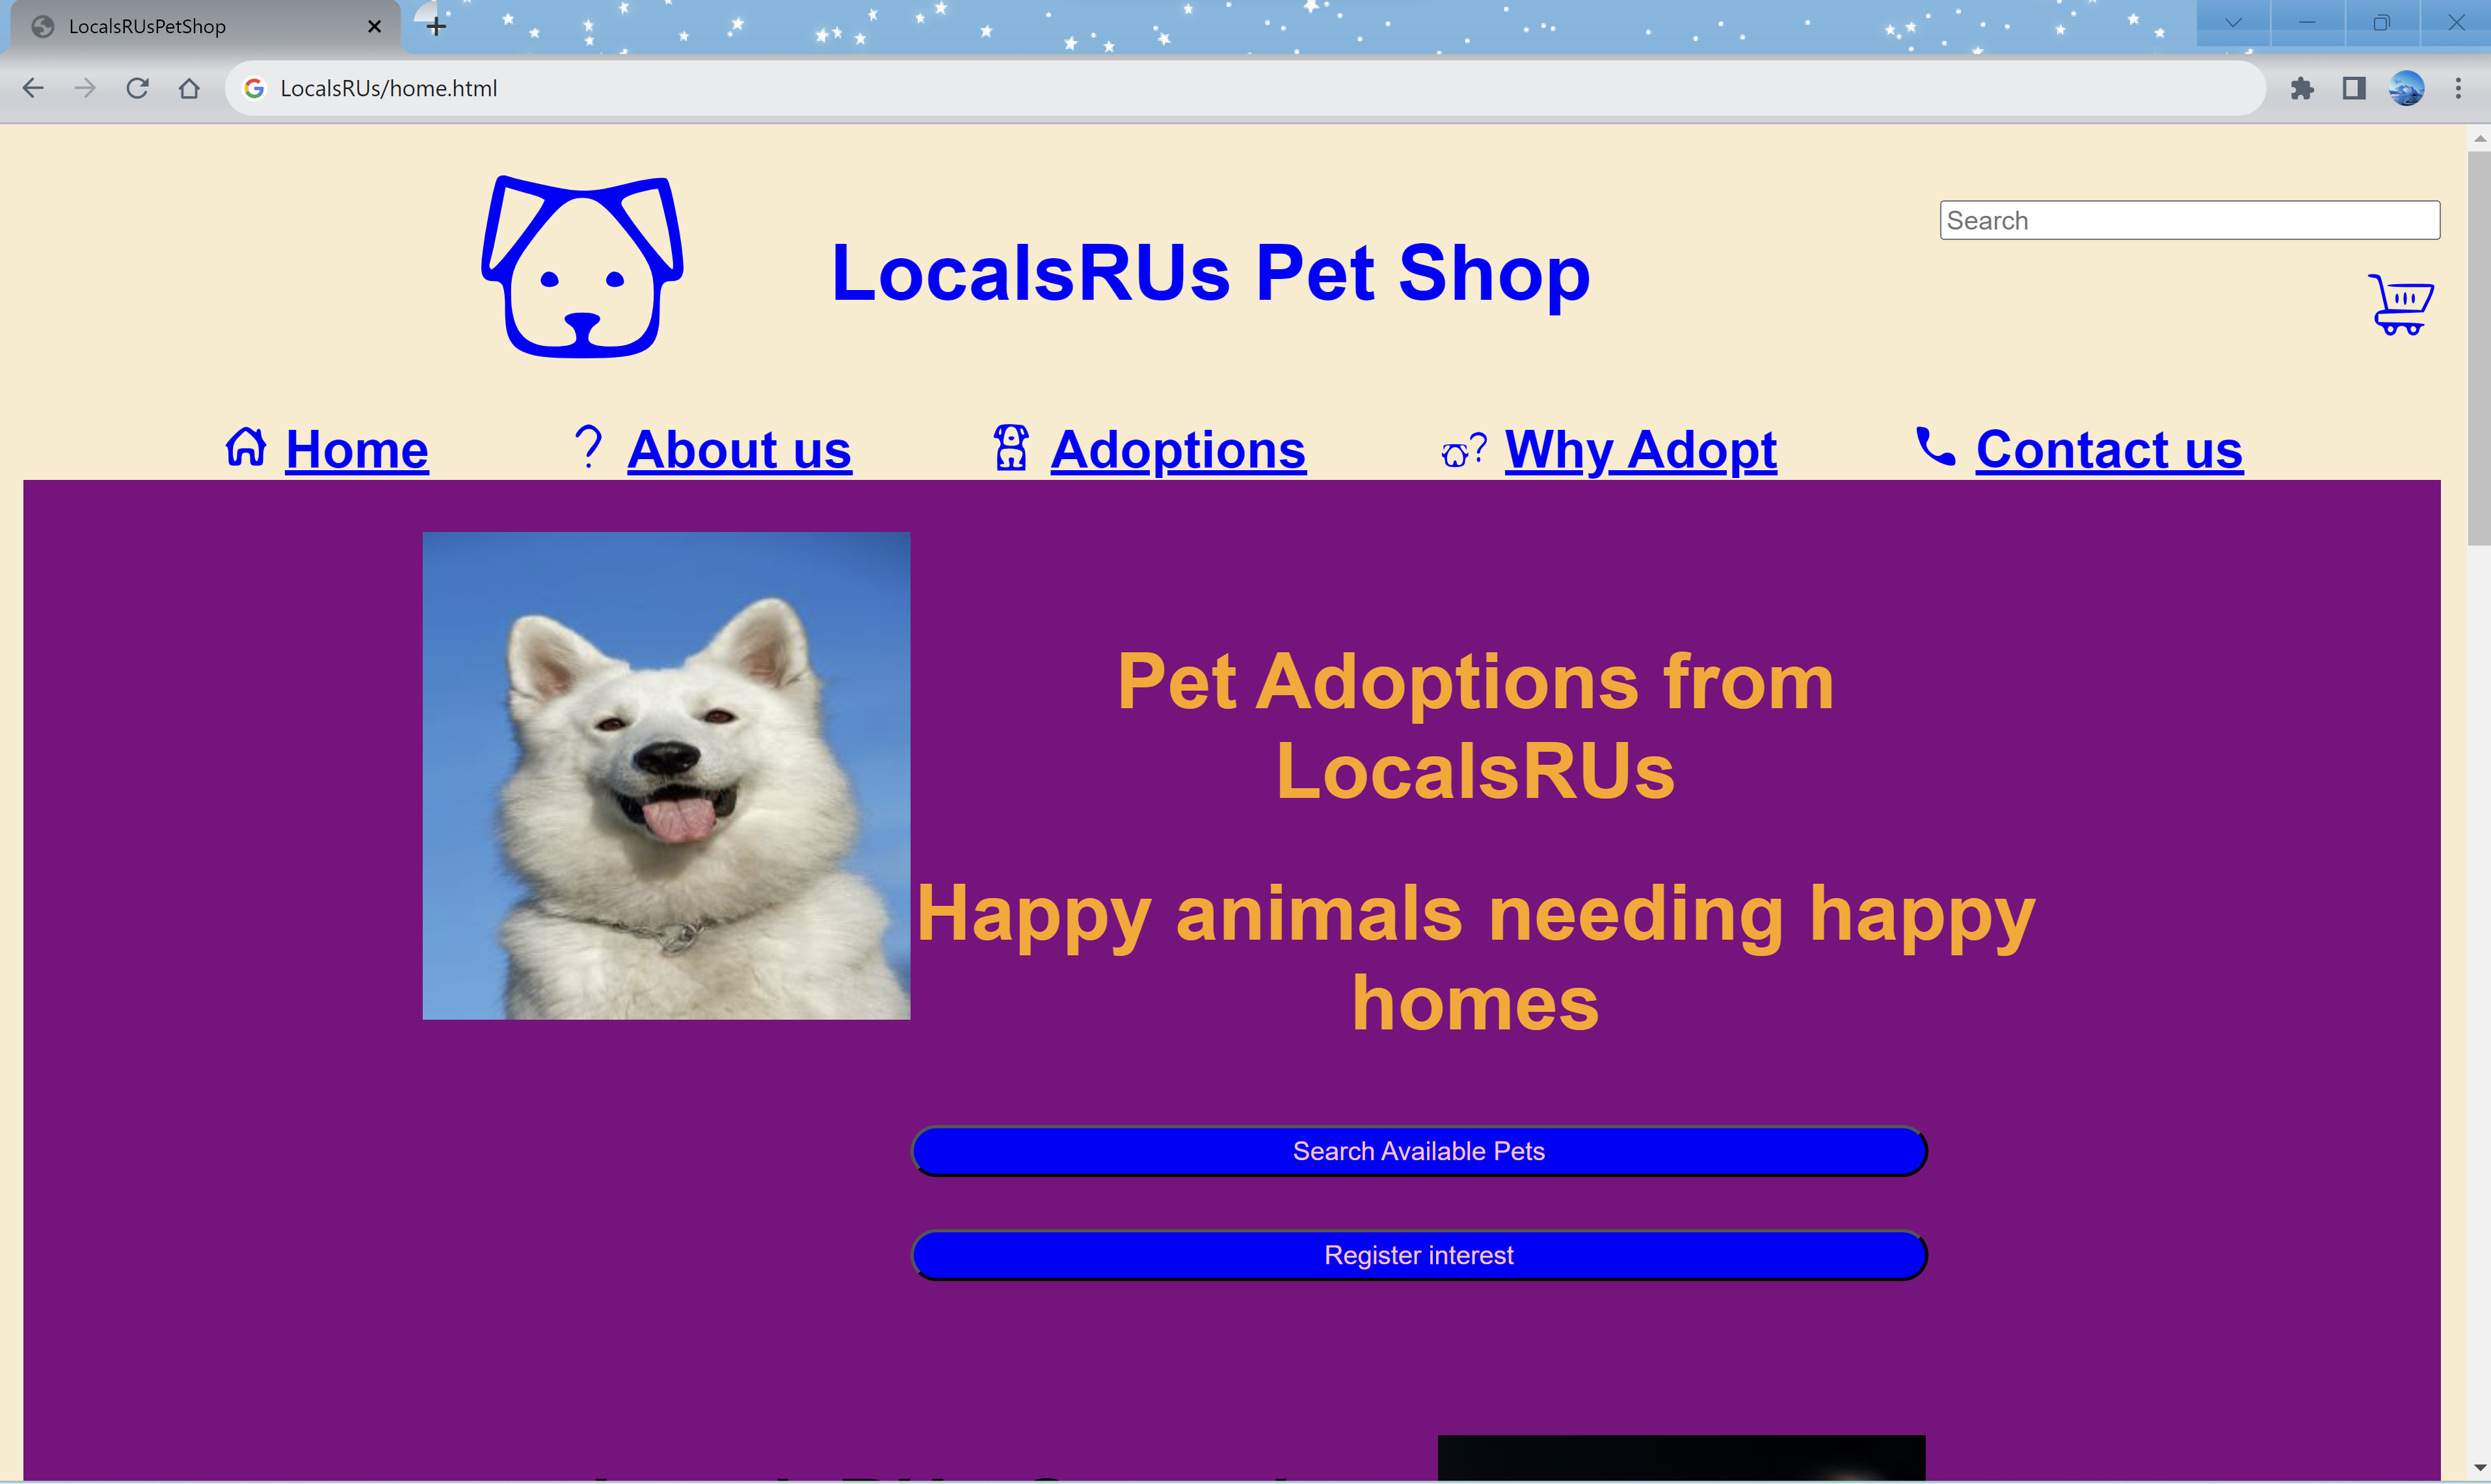 LocalsRUsPetShop
LocalsRUs/home.html
Search
LocalsRUs Pet Shop
Home
? About us
Adoptions
? Why Adopt
Contact us
Pet Adoptions from
LocalsRUs
Happy animals needing happy
homes
Search Available Pets
Register interest